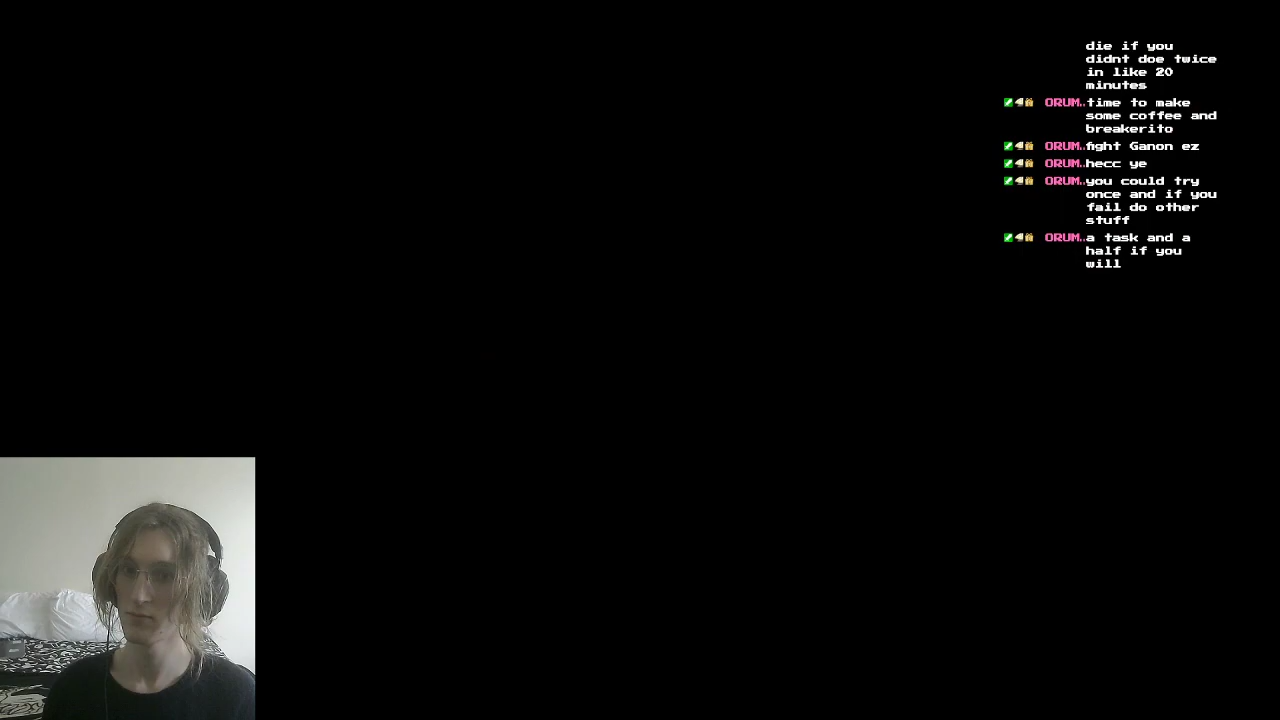 die if you
didnt doe twice
in like 20
minutes
ORUM..time to make
some coffee and
breakerito
ORUM..fight Ganon ez
ORUM..hecc ye
ORUM..you could try
once and if you
fail do other
stuff
ORUM..a task and a
half if you
will